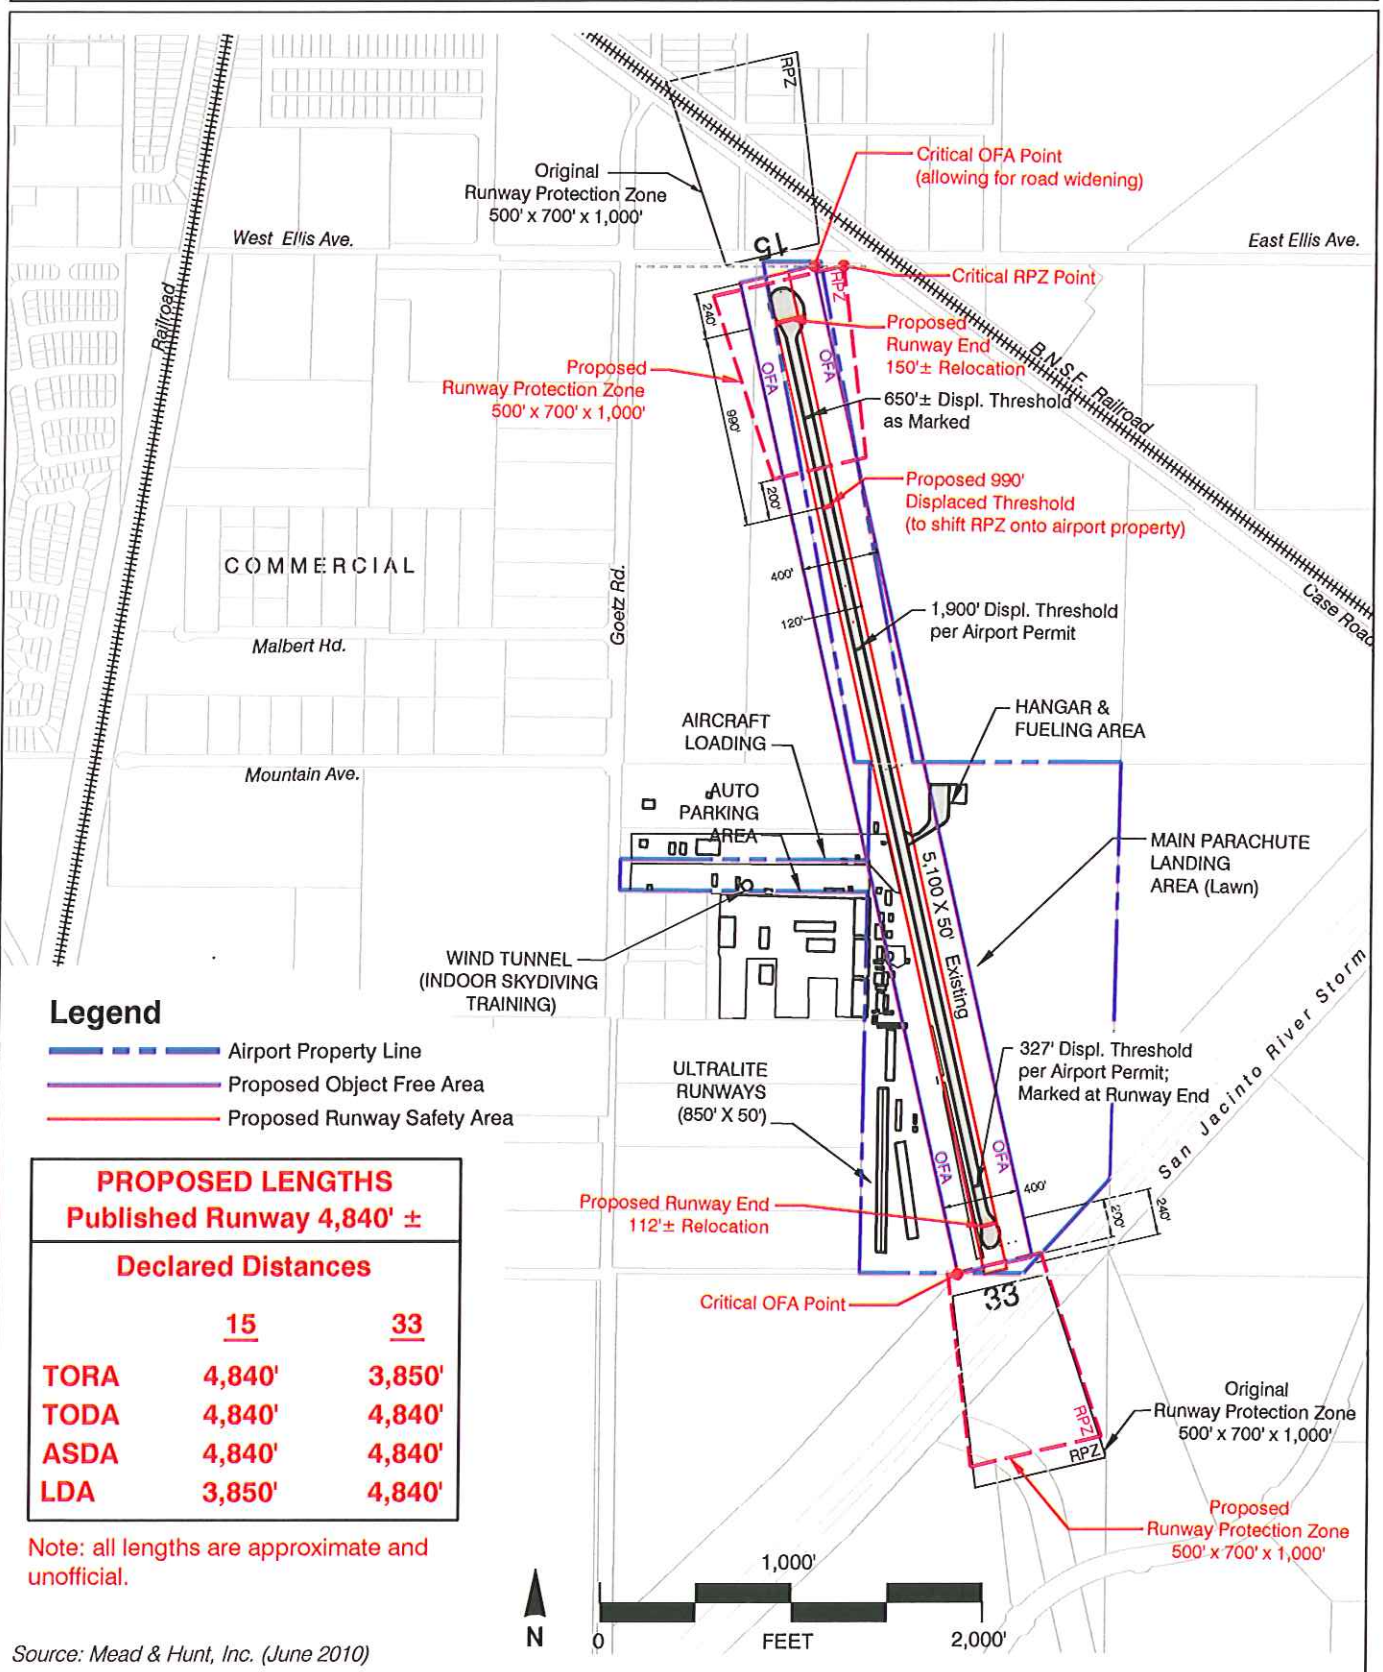 RPZ
Original
Runway Protection Zone
500' x 700' x 1,000'
Critical OFA Point
(allowing for road widening)
West Ellis Ave.
15
East Ellis Ave.
Critical RPZ Point
RPZ
Railroad
240'
Proposed
Runway End
150'± Relocation
B.N.S.F. Railroad
OFA
OFA
Proposed
Runway Protection Zone
500' x 700' x 1,000'
650'± Displ. Threshold
as Marked
990'
200'
Proposed 990'
Displaced Threshold
(to shift RPZ onto airport property)
COMMERCIAL
400'
Goetz Rd.
120'
1,900' Displ. Threshold
per Airport Permit
Case Road
Malbert Rd.
AIRCRAFT
LOADING
HANGAR &
FUELING AREA
Mountain Ave.
AUTO
PARKING
AREA
MAIN PARACHUTE
LANDING
AREA (Lawn)
5,100 X 50' Existing
WIND TUNNEL
(INDOOR SKYDIVING
TRAINING)
San Jacinto River Storm
Legend
Airport Property Line
Proposed Object Free Area
Proposed Runway Safety Area
ULTRALITE
RUNWAYS
(850' X 50')
327' Displ. Threshold
per Airport Permit;
Marked at Runway End
OFA
OFA
400'
200'
240'
Proposed Runway End
112'± Relocation
Critical OFA Point
33
PROPOSED LENGTHS
Published Runway 4,840' ±
Declared Distances
15 33
TORA 4,840' 3,850'
TODA 4,840' 4,840'
ASDA 4,840' 4,840'
LDA 3,850' 4,840'
Original
Runway Protection Zone
500' x 700' x 1,000'
RPZ
RPZ
Proposed
Runway Protection Zone
500' x 700' x 1,000'
Note: all lengths are approximate and
unofficial.
1,000'
N
0 FEET 2,000'
Source: Mead & Hunt, Inc. (June 2010)